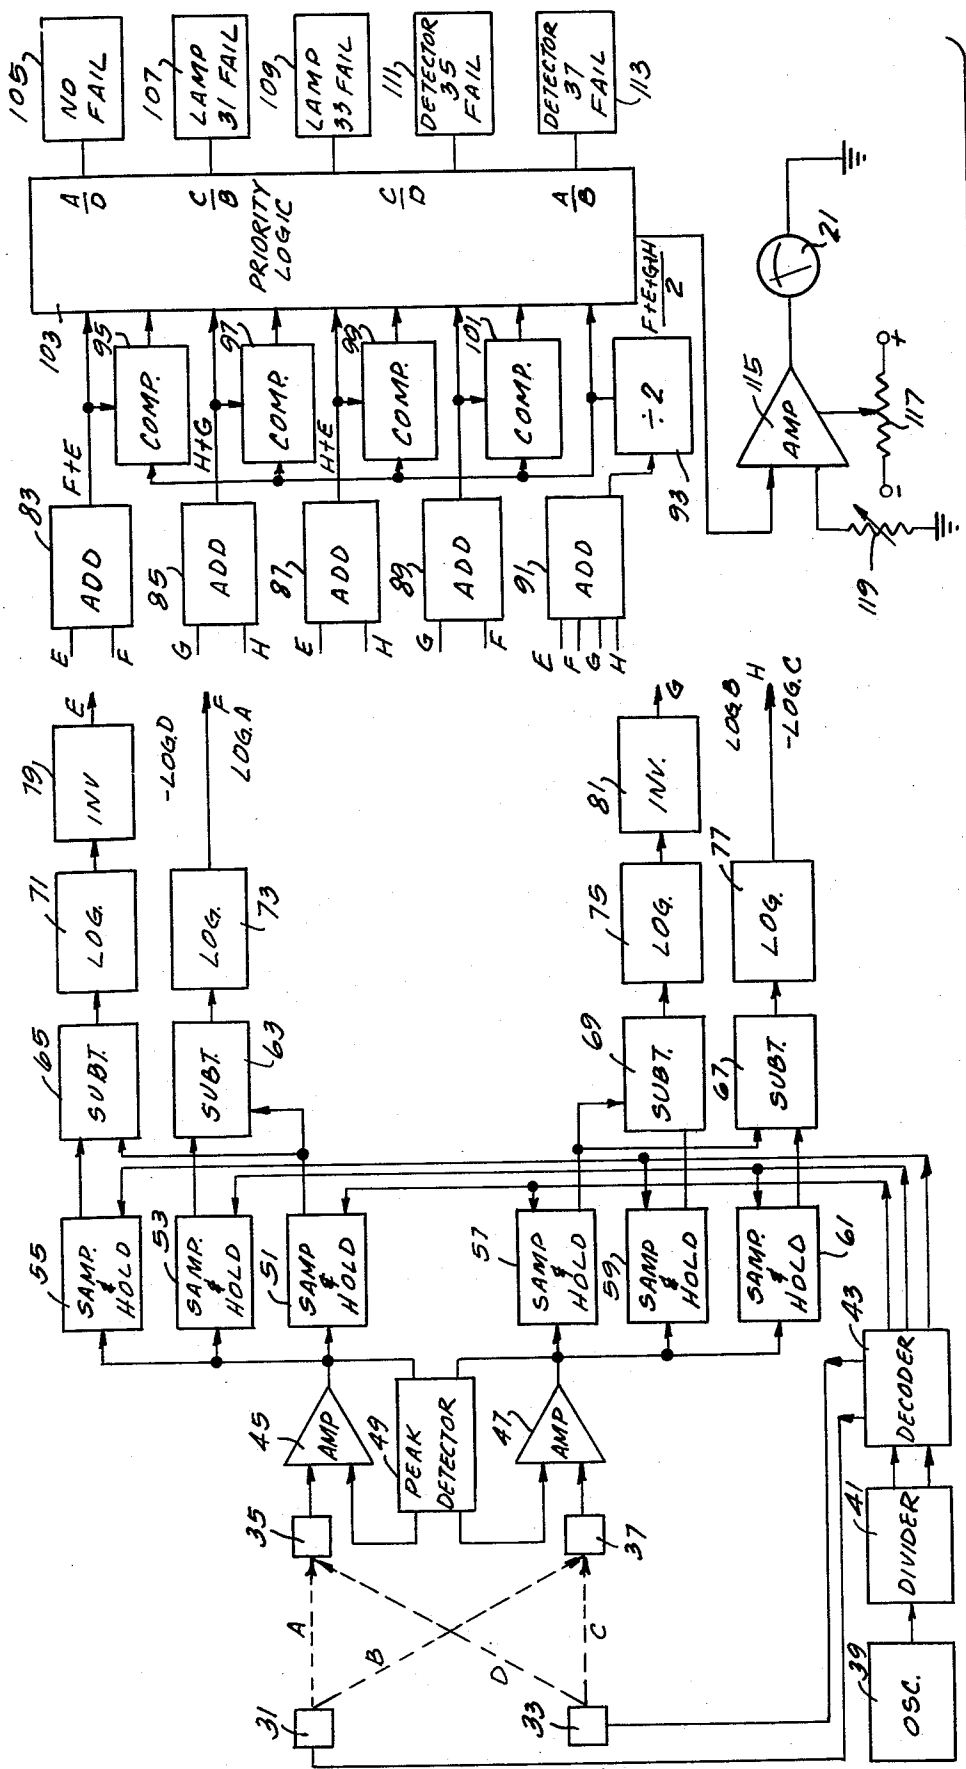 31
33
A
B
C
D
35
37
39
OSC.
41
DIVIDER
43
DECODER
45
AMP
47
AMP
49
PEAK
DETECTOR
55
SAMP.
&
HOLD
53
SAMP.
&
HOLD
51
SAMP
&
HOLD
57
SAMP
&
HOLD
59
SAMP
&
HOLD
61
SAMP.
&
HOLD
65
SUBT.
63
SUBT.
69
SUBT.
67
SUBT.
71
LOG.
73
LOG.
75
LOG.
77
LOG.
79
INV
E
-LOG.D
F
LOG.A
81
INV.
G
LOG.B
H
-LOG.C
E
F
83
ADD
F+E
G
H
85
ADD
H+G
E
H
87
ADD
H+E
G
F
89
ADD
E
F
G
H
91
ADD
95
COMP.
97
COMP.
99
COMP.
101
COMP.
93
÷2
F+E+G+H
2
103
PRIORITY
LOGIC
A
D
C
B
C
D
A
B
105
NO
FAIL
107
LAMP
31 FAIL
109
LAMP
33 FAIL
111
DETECTOR
35
FAIL
DETECTOR
37
FAIL
113
115
AMP
117
-
+
119
21